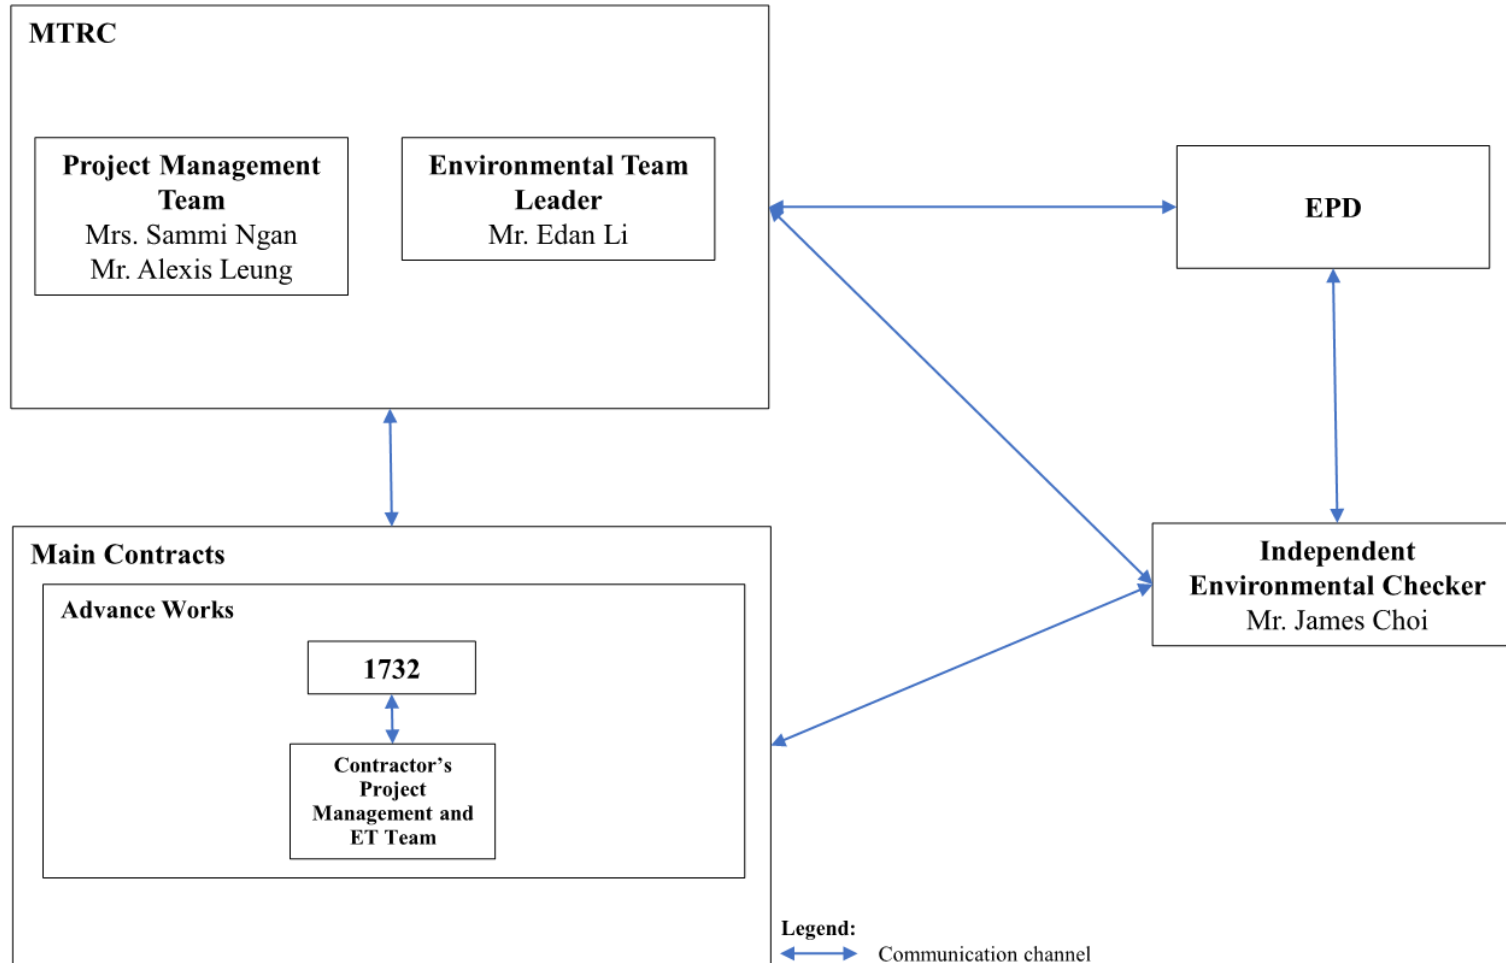 MTRC
Project Management
Team
Mrs. Sammi Ngan
Mr. Alexis Leung
Environmental Team
Leader
Mr. Edan Li
EPD
Main Contracts
Advance Works
1732
Contractor’s
Project
Management and
ET Team
Independent
Environmental Checker
Mr. James Choi
Legend:
Communication channel